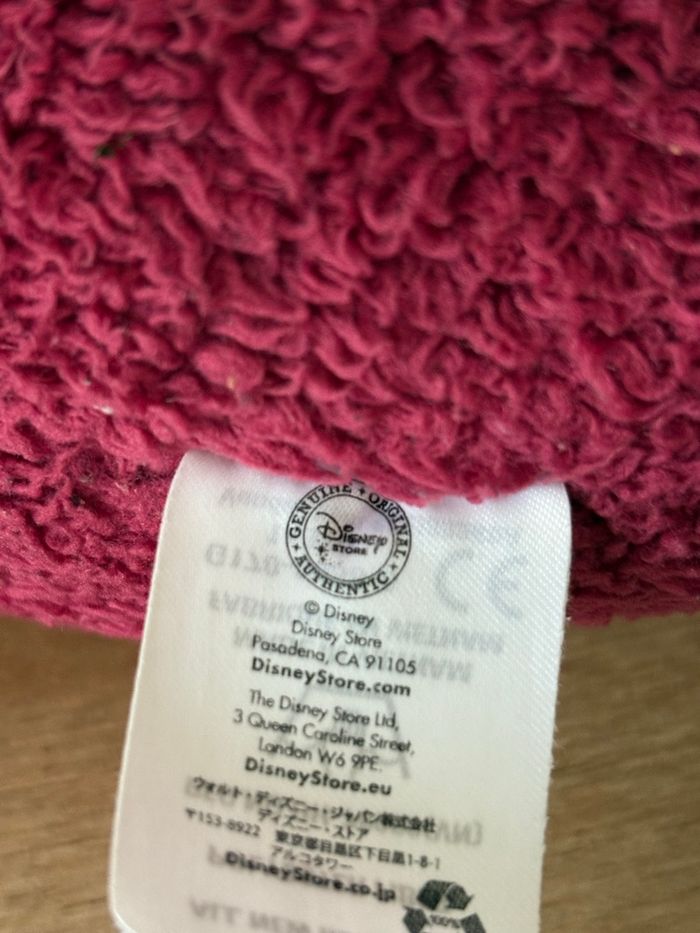 GENUINE • ORIGINAL • AUTHENTIC •
Disney
STORE
© Disney
Disney Store
Pasadena, CA 91105
DisneyStore.com
The Disney Store Ltd,
3 Queen Caroline Street,
London W6 9PE.
DisneyStore.eu
ウォルト・ディズニー・ジャパン株式会社
ディズニー・ストア
〒153-8922 東京都目黒区下目黒1-8-1
アルコタワー
DisneyStore.co.jp
100%